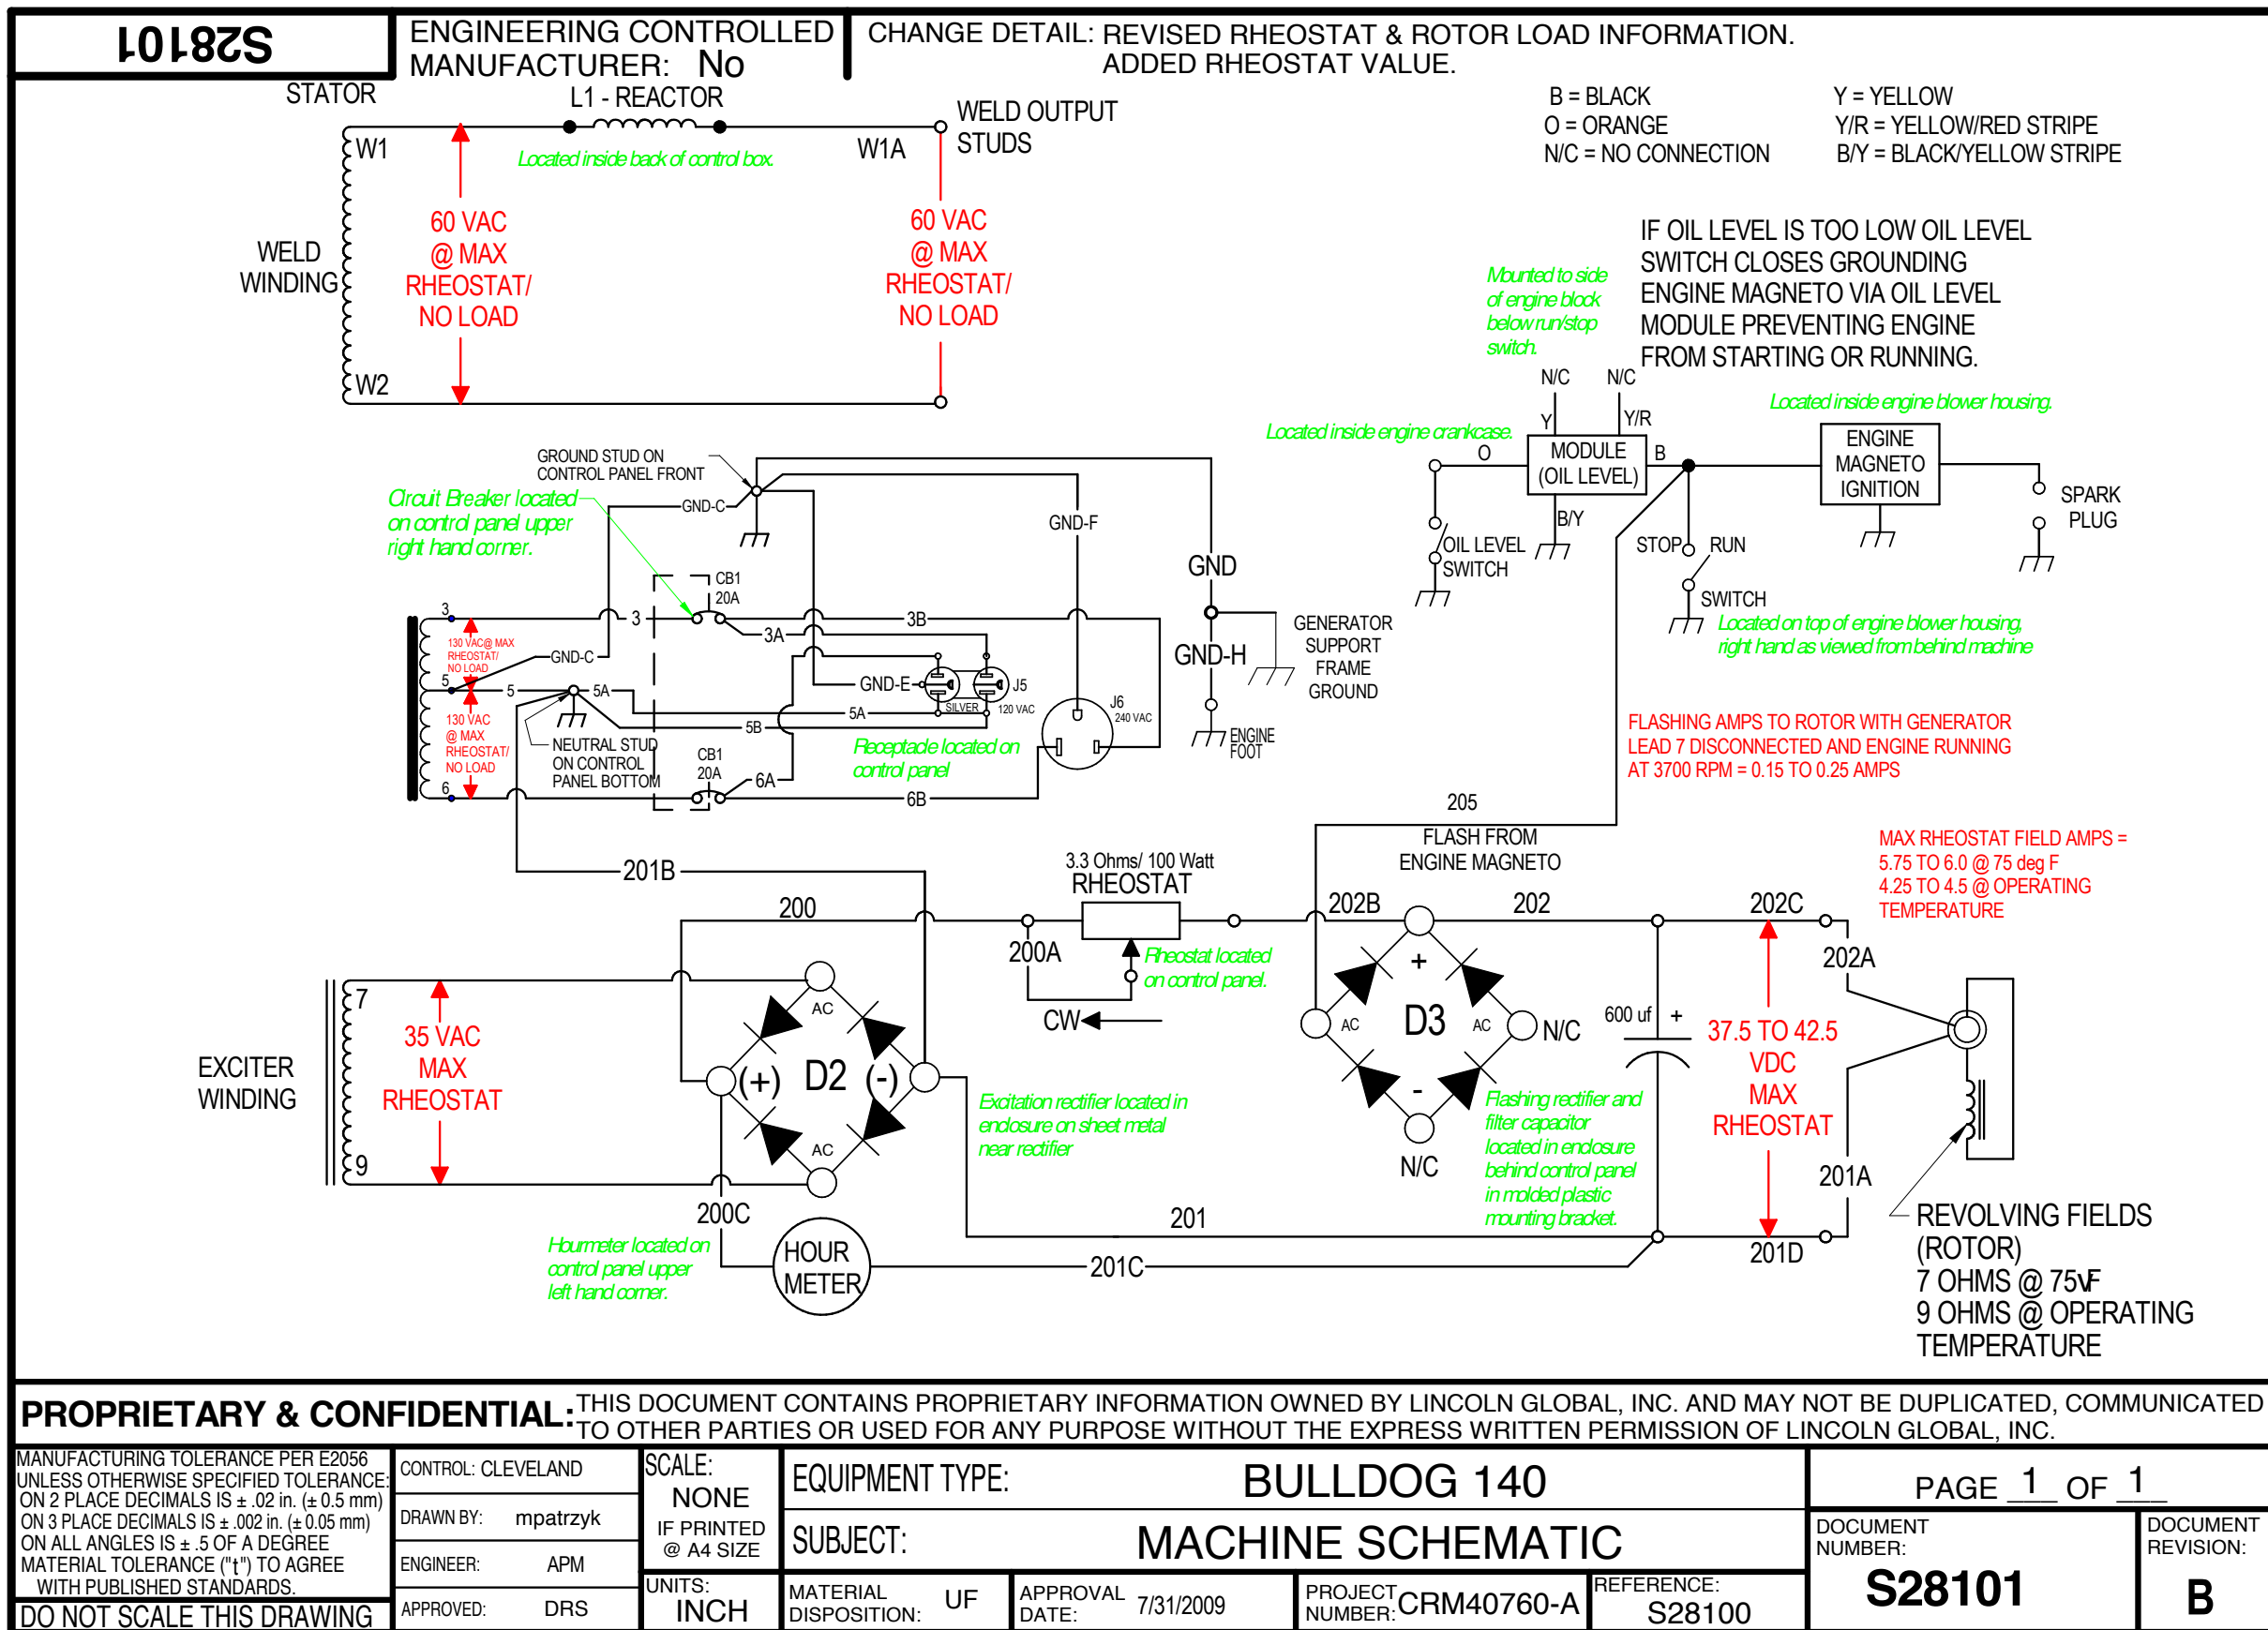 S28101
ENGINEERING CONTROLLED
MANUFACTURER: No
CHANGE DETAIL: REVISED RHEOSTAT & ROTOR LOAD INFORMATION.
ADDED RHEOSTAT VALUE.
STATOR
L1 - REACTOR
WELD OUTPUT
STUDS
W1
W1A
Located inside back of control box.
B = BLACK
O = ORANGE
N/C = NO CONNECTION
Y = YELLOW
Y/R = YELLOW/RED STRIPE
B/Y = BLACK/YELLOW STRIPE
WELD
WINDING
60 VAC
@ MAX
RHEOSTAT/
NO LOAD
60 VAC
@ MAX
RHEOSTAT/
NO LOAD
W2
IF OIL LEVEL IS TOO LOW OIL LEVEL
SWITCH CLOSES GROUNDING
ENGINE MAGNETO VIA OIL LEVEL
MODULE PREVENTING ENGINE
FROM STARTING OR RUNNING.
Mounted to side
of engine block
below run/stop
switch.
N/C
N/C
Y
Y/R
Located inside engine blower housing.
Located inside engine crankcase.
O
MODULE
(OIL LEVEL)
B
B/Y
ENGINE
MAGNETO
IGNITION
SPARK
PLUG
OIL LEVEL
SWITCH
STOP
RUN
SWITCH
Located on top of engine blower housing,
right hand as viewed from behind machine
GROUND STUD ON
CONTROL PANEL FRONT
Circuit Breaker located
on control panel upper
right hand corner.
GND-C
GND-F
GND
CB1
20A
3
3
3B
3A
130 VAC@ MAX
RHEOSTAT/
NO LOAD
GND-C
GND-H
GENERATOR
SUPPORT
FRAME
GROUND
5
5
5A
GND-E
J5
SILVER
120 VAC
5A
J6
240 VAC
130 VAC
@ MAX
RHEOSTAT/
NO LOAD
5B
NEUTRAL STUD
ON CONTROL
PANEL BOTTOM
CB1
20A
Receptacle located on
control panel
ENGINE
FOOT
6
6A
6B
FLASHING AMPS TO ROTOR WITH GENERATOR
LEAD 7 DISCONNECTED AND ENGINE RUNNING
AT 3700 RPM = 0.15 TO 0.25 AMPS
205
FLASH FROM
ENGINE MAGNETO
201B
3.3 Ohms/ 100 Watt
RHEOSTAT
MAX RHEOSTAT FIELD AMPS =
5.75 TO 6.0 @ 75 deg F
4.25 TO 4.5 @ OPERATING
TEMPERATURE
200
202B
202
202C
200A
Rheostat located
on control panel.
CW
202A
+
AC
D3
AC
N/C
-
N/C
600 uf
+
37.5 TO 42.5
VDC
MAX
RHEOSTAT
EXCITER
WINDING
7
35 VAC
MAX
RHEOSTAT
9
AC
(+)
D2
(-)
AC
Excitation rectifier located in
enclosure on sheet metal
near rectifier
Flashing rectifier and
filter capacitor
located in enclosure
behind control panel
in molded plastic
mounting bracket.
201A
200C
201
201D
Hourmeter located on
control panel upper
left hand corner.
HOUR
METER
201C
REVOLVING FIELDS
(ROTOR)
7 OHMS @ 75√F
9 OHMS @ OPERATING
TEMPERATURE
PROPRIETARY & CONFIDENTIAL: THIS DOCUMENT CONTAINS PROPRIETARY INFORMATION OWNED BY LINCOLN GLOBAL, INC. AND MAY NOT BE DUPLICATED, COMMUNICATED
TO OTHER PARTIES OR USED FOR ANY PURPOSE WITHOUT THE EXPRESS WRITTEN PERMISSION OF LINCOLN GLOBAL, INC.
MANUFACTURING TOLERANCE PER E2056
UNLESS OTHERWISE SPECIFIED TOLERANCE:
ON 2 PLACE DECIMALS IS ± .02 in. (± 0.5 mm)
ON 3 PLACE DECIMALS IS ± .002 in. (± 0.05 mm)
ON ALL ANGLES IS ± .5 OF A DEGREE
MATERIAL TOLERANCE ("t") TO AGREE
WITH PUBLISHED STANDARDS.
DO NOT SCALE THIS DRAWING
CONTROL: CLEVELAND
DRAWN BY: mpatrzyk
ENGINEER: APM
APPROVED: DRS
SCALE:
NONE
IF PRINTED
@ A4 SIZE
UNITS:
INCH
EQUIPMENT TYPE: BULLDOG 140
SUBJECT: MACHINE SCHEMATIC
MATERIAL
DISPOSITION: UF
APPROVAL
DATE: 7/31/2009
PROJECT
NUMBER: CRM40760-A
REFERENCE:
S28100
PAGE 1 OF 1
DOCUMENT
NUMBER:
S28101
DOCUMENT
REVISION:
B